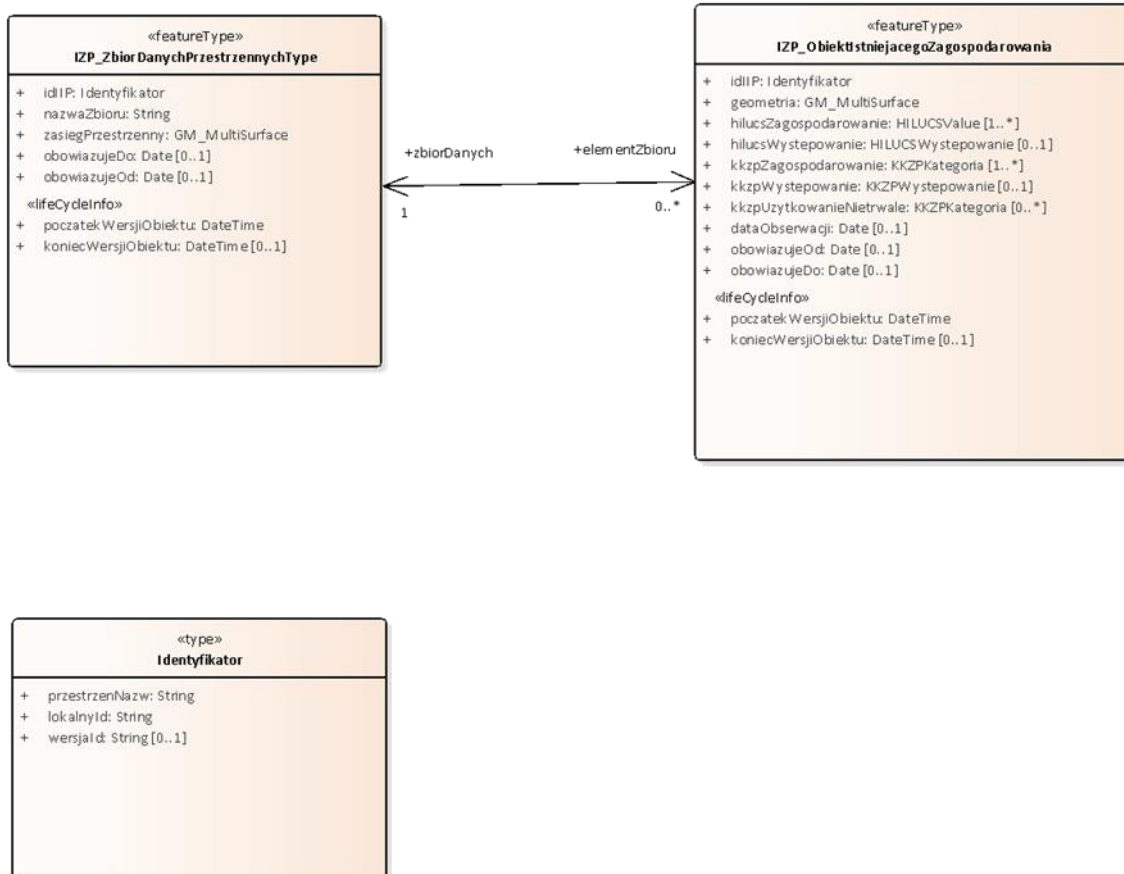 «featureType»
IZP_ZbiorDanychPrzestrzennychType
+ idIIP: Identyfikator
+ nazwaZbioru: String
+ zasiegPrzestrzenny: GM_MultiSurface
+ obowiazujeDo: Date [0..1]
+ obowiazujeOd: Date [0..1]
«lifeCycleInfo»
+ poczatekWersjiObiektu: DateTime
+ koniecWersjiObiektu: DateTime [0..1]
+zbiorDanych
1
+elementZbioru
0..*
«featureType»
IZP_ObiektIstniejacegoZagospodarowania
+ idIIP: Identyfikator
+ geometria: GM_MultiSurface
+ hilucsZagospodarowanie: HILUCSValue [1..*]
+ hilucsWystepowanie: HILUCSWystepowanie [0..1]
+ kkzpZagospodarowanie: KKZPKategoria [1..*]
+ kkzpWystepowanie: KKZPWystepowanie [0..1]
+ kkzpUzytkowanieNietrwale: KKZPKategoria [0..*]
+ dataObserwacji: Date [0..1]
+ obowiazujeOd: Date [0..1]
+ obowiazujeDo: Date [0..1]
«lifeCycleInfo»
+ poczatekWersjiObiektu: DateTime
+ koniecWersjiObiektu: DateTime [0..1]
«type»
Identyfikator
+ przestrzenNazw: String
+ lokalnyId: String
+ wersjaId: String [0..1]